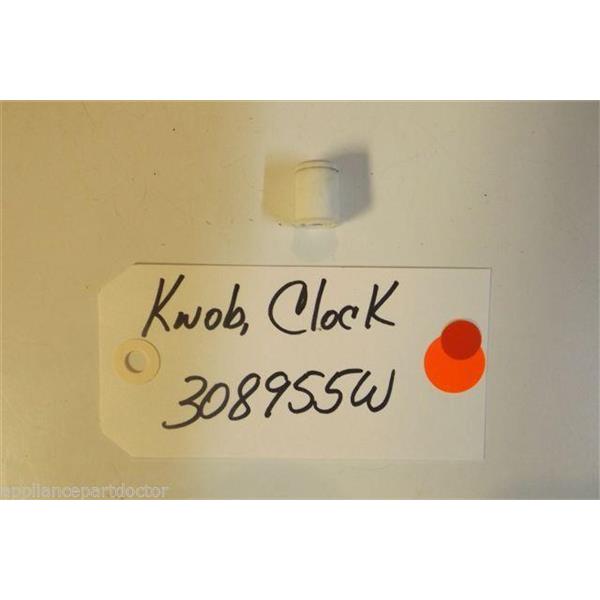 Knob, Clock
308955W
appliancepartdoctor